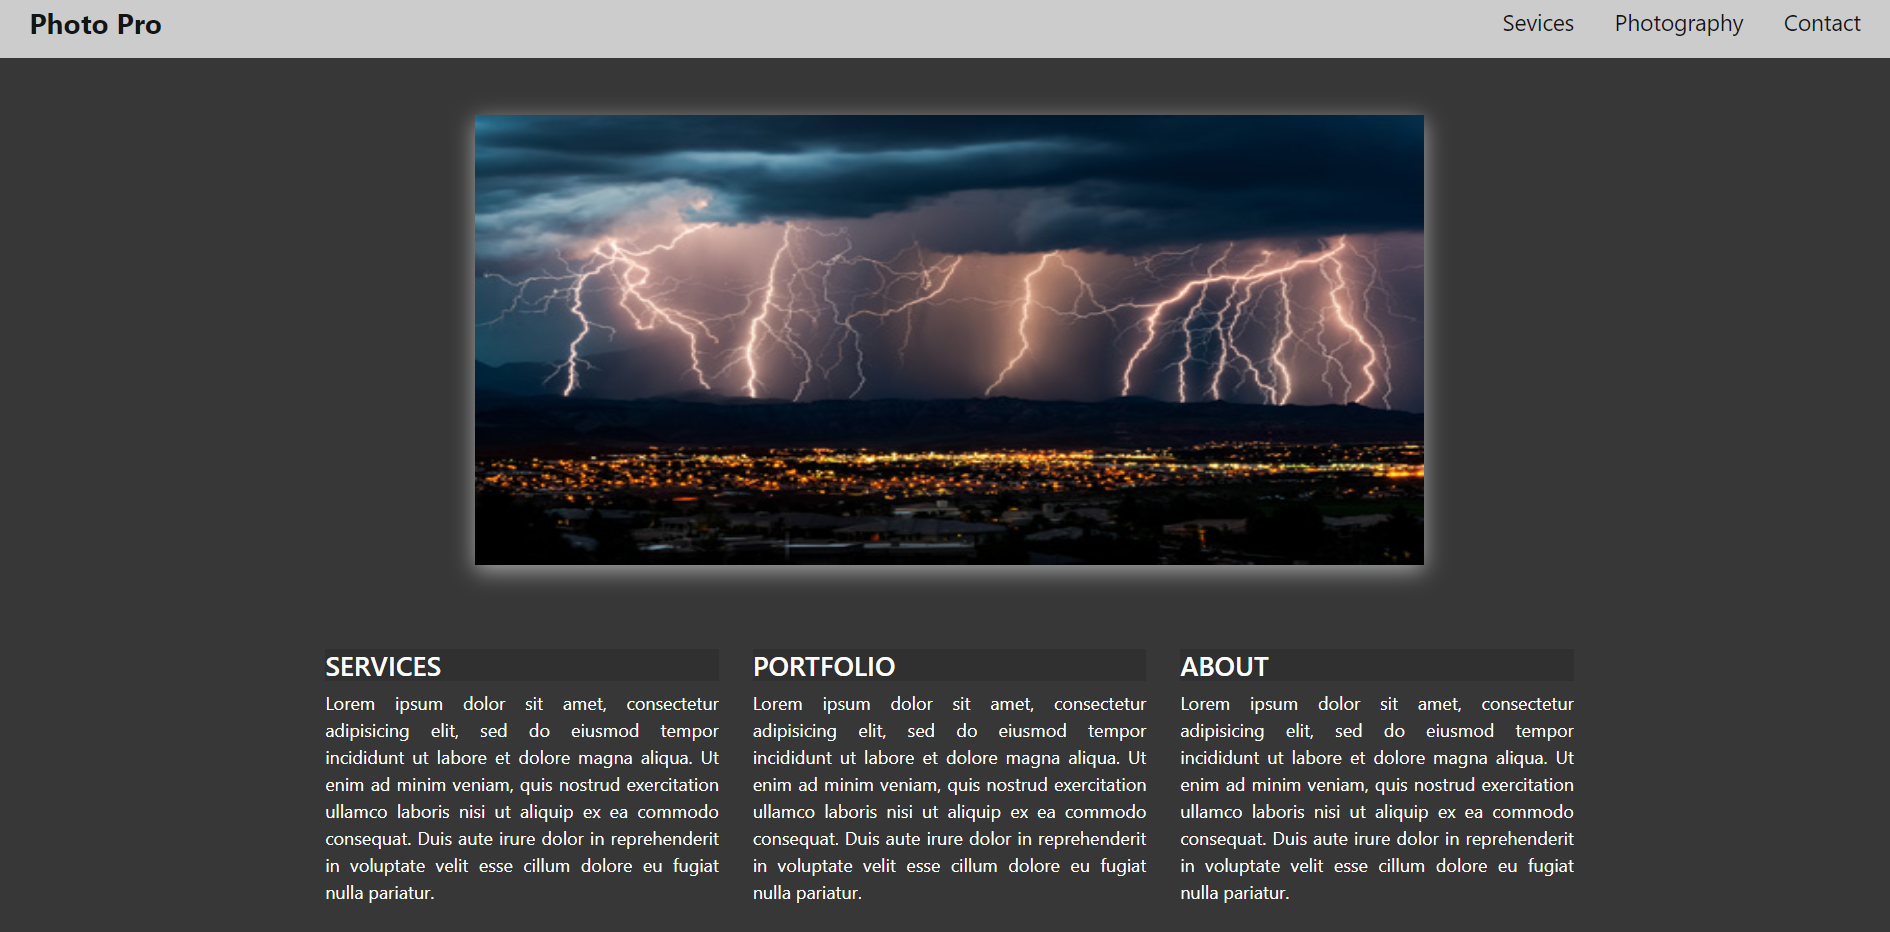 Photo Pro
Sevices Photography Contact
SERVICES
Lorem ipsum dolor sit amet, consectetur
adipisicing elit, sed do eiusmod tempor
incididunt ut labore et dolore magna aliqua. Ut
enim ad minim veniam, quis nostrud exercitation
ullamco laboris nisi ut aliquip ex ea commodo
consequat. Duis aute irure dolor in reprehenderit
in voluptate velit esse cillum dolore eu fugiat
nulla pariatur.
PORTFOLIO
Lorem ipsum dolor sit amet, consectetur
adipisicing elit, sed do eiusmod tempor
incididunt ut labore et dolore magna aliqua. Ut
enim ad minim veniam, quis nostrud exercitation
ullamco laboris nisi ut aliquip ex ea commodo
consequat. Duis aute irure dolor in reprehenderit
in voluptate velit esse cillum dolore eu fugiat
nulla pariatur.
ABOUT
Lorem ipsum dolor sit amet, consectetur
adipisicing elit, sed do eiusmod tempor
incididunt ut labore et dolore magna aliqua. Ut
enim ad minim veniam, quis nostrud exercitation
ullamco laboris nisi ut aliquip ex ea commodo
consequat. Duis aute irure dolor in reprehenderit
in voluptate velit esse cillum dolore eu fugiat
nulla pariatur.